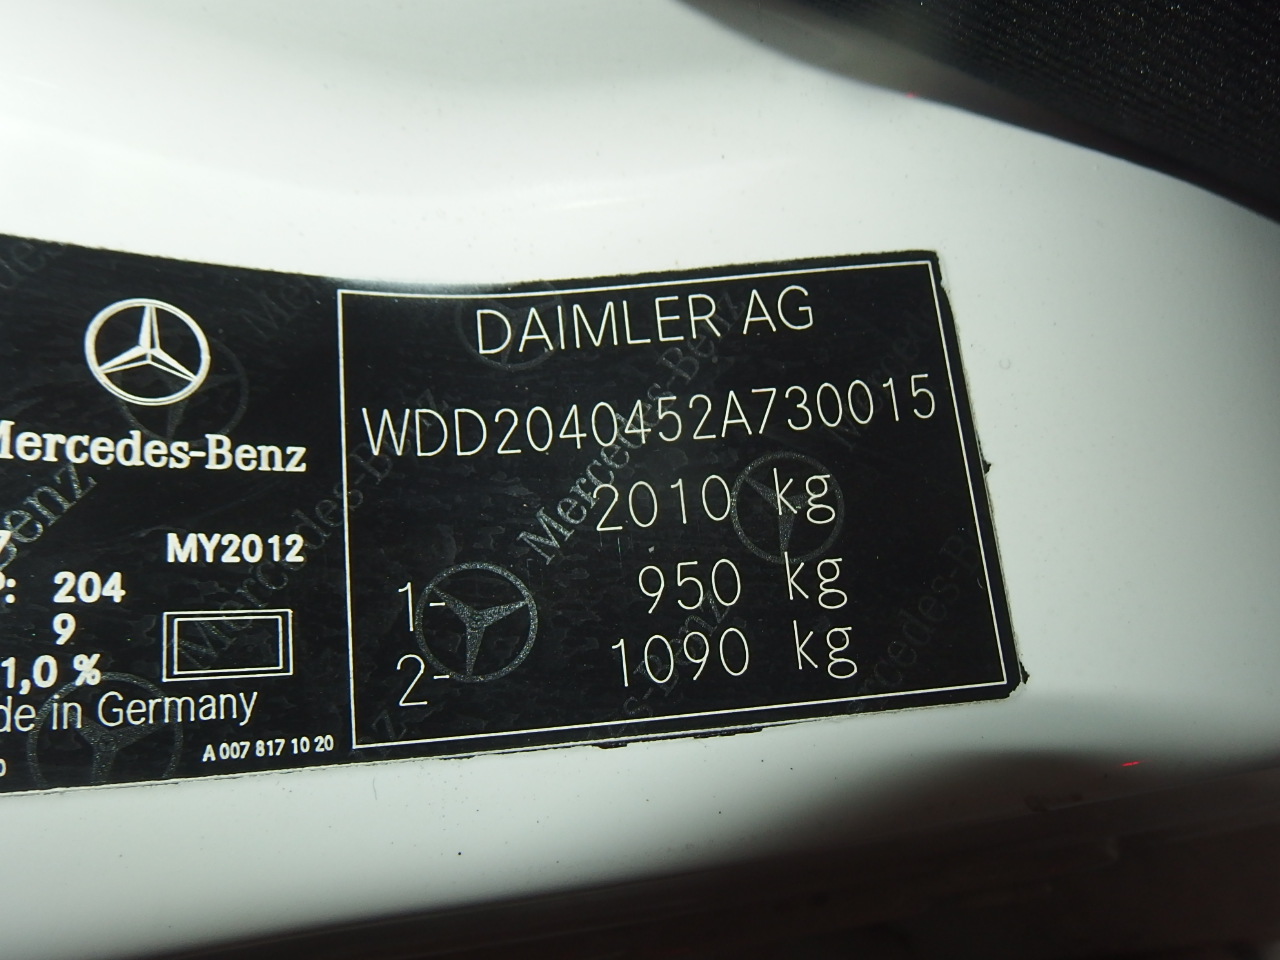 DAIMLER AG
WDD2040452A730015
2010 kg
1- 950 kg
2- 1090 kg
Mercedes-Benz
MY2012
P: 204
9
1,0 %
de in Germany
A 007 817 10 20